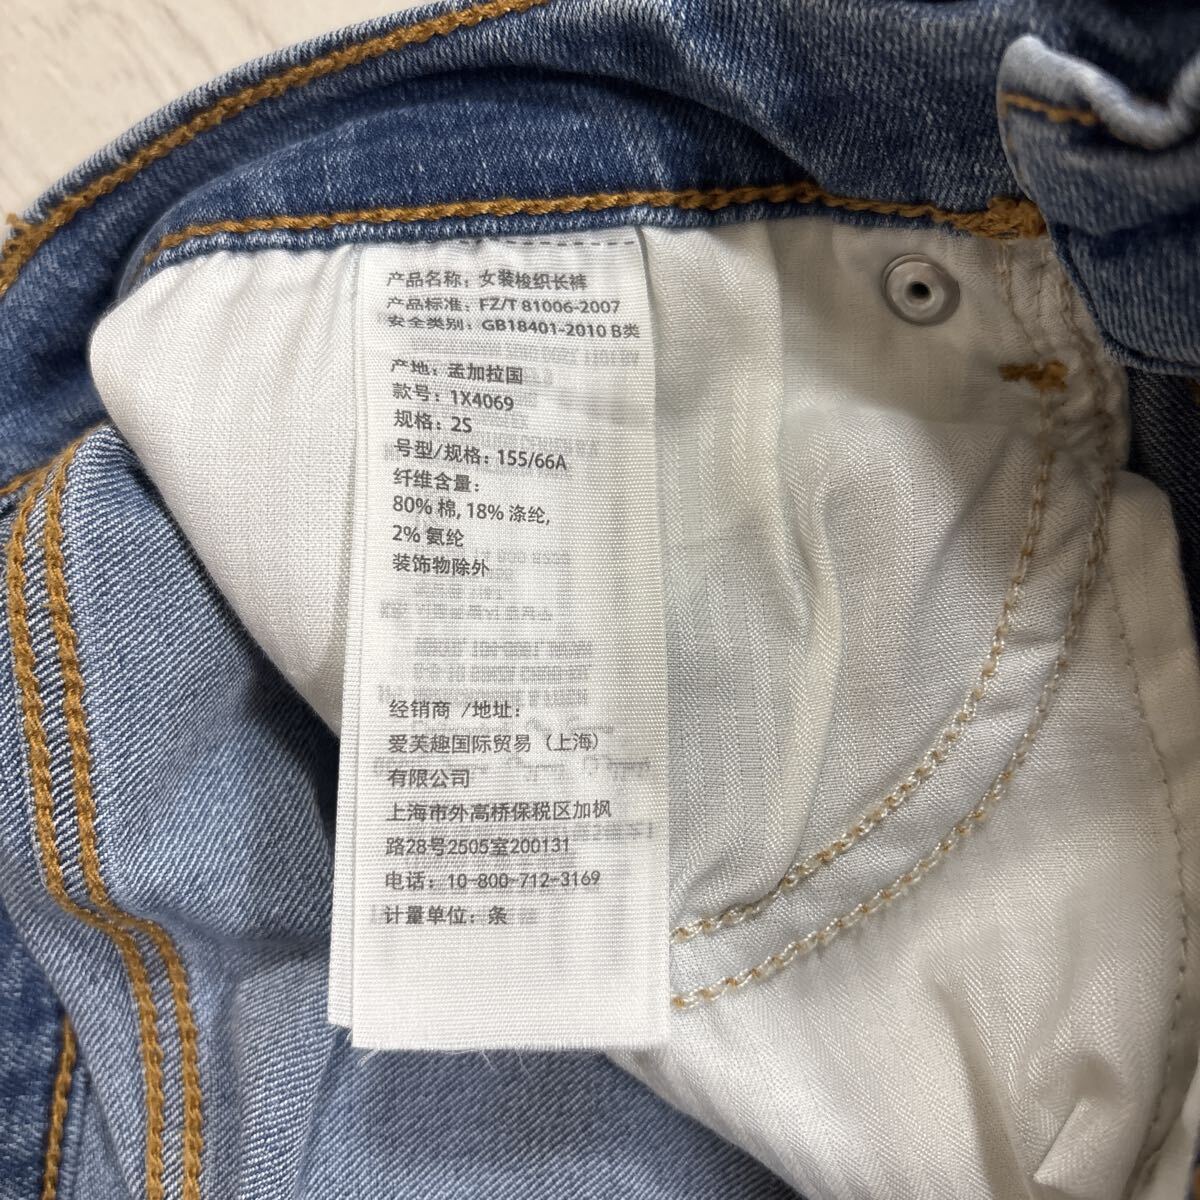 产品名称：女装梭织长裤
产品标准：FZ/T 81006-2007
安全类别：GB18401-2010 B类
产地：孟加拉国
款号：1X4069
规格：2S
号型/规格：155/66A
纤维含量：
80% 棉, 18% 涤纶,
2% 氨纶
装饰物除外
经销商 /地址：
爱芙趣国际贸易（上海）
有限公司
上海市外高桥保税区加枫
路28号2505室200131
电话：10-800-712-3169
计量单位：条